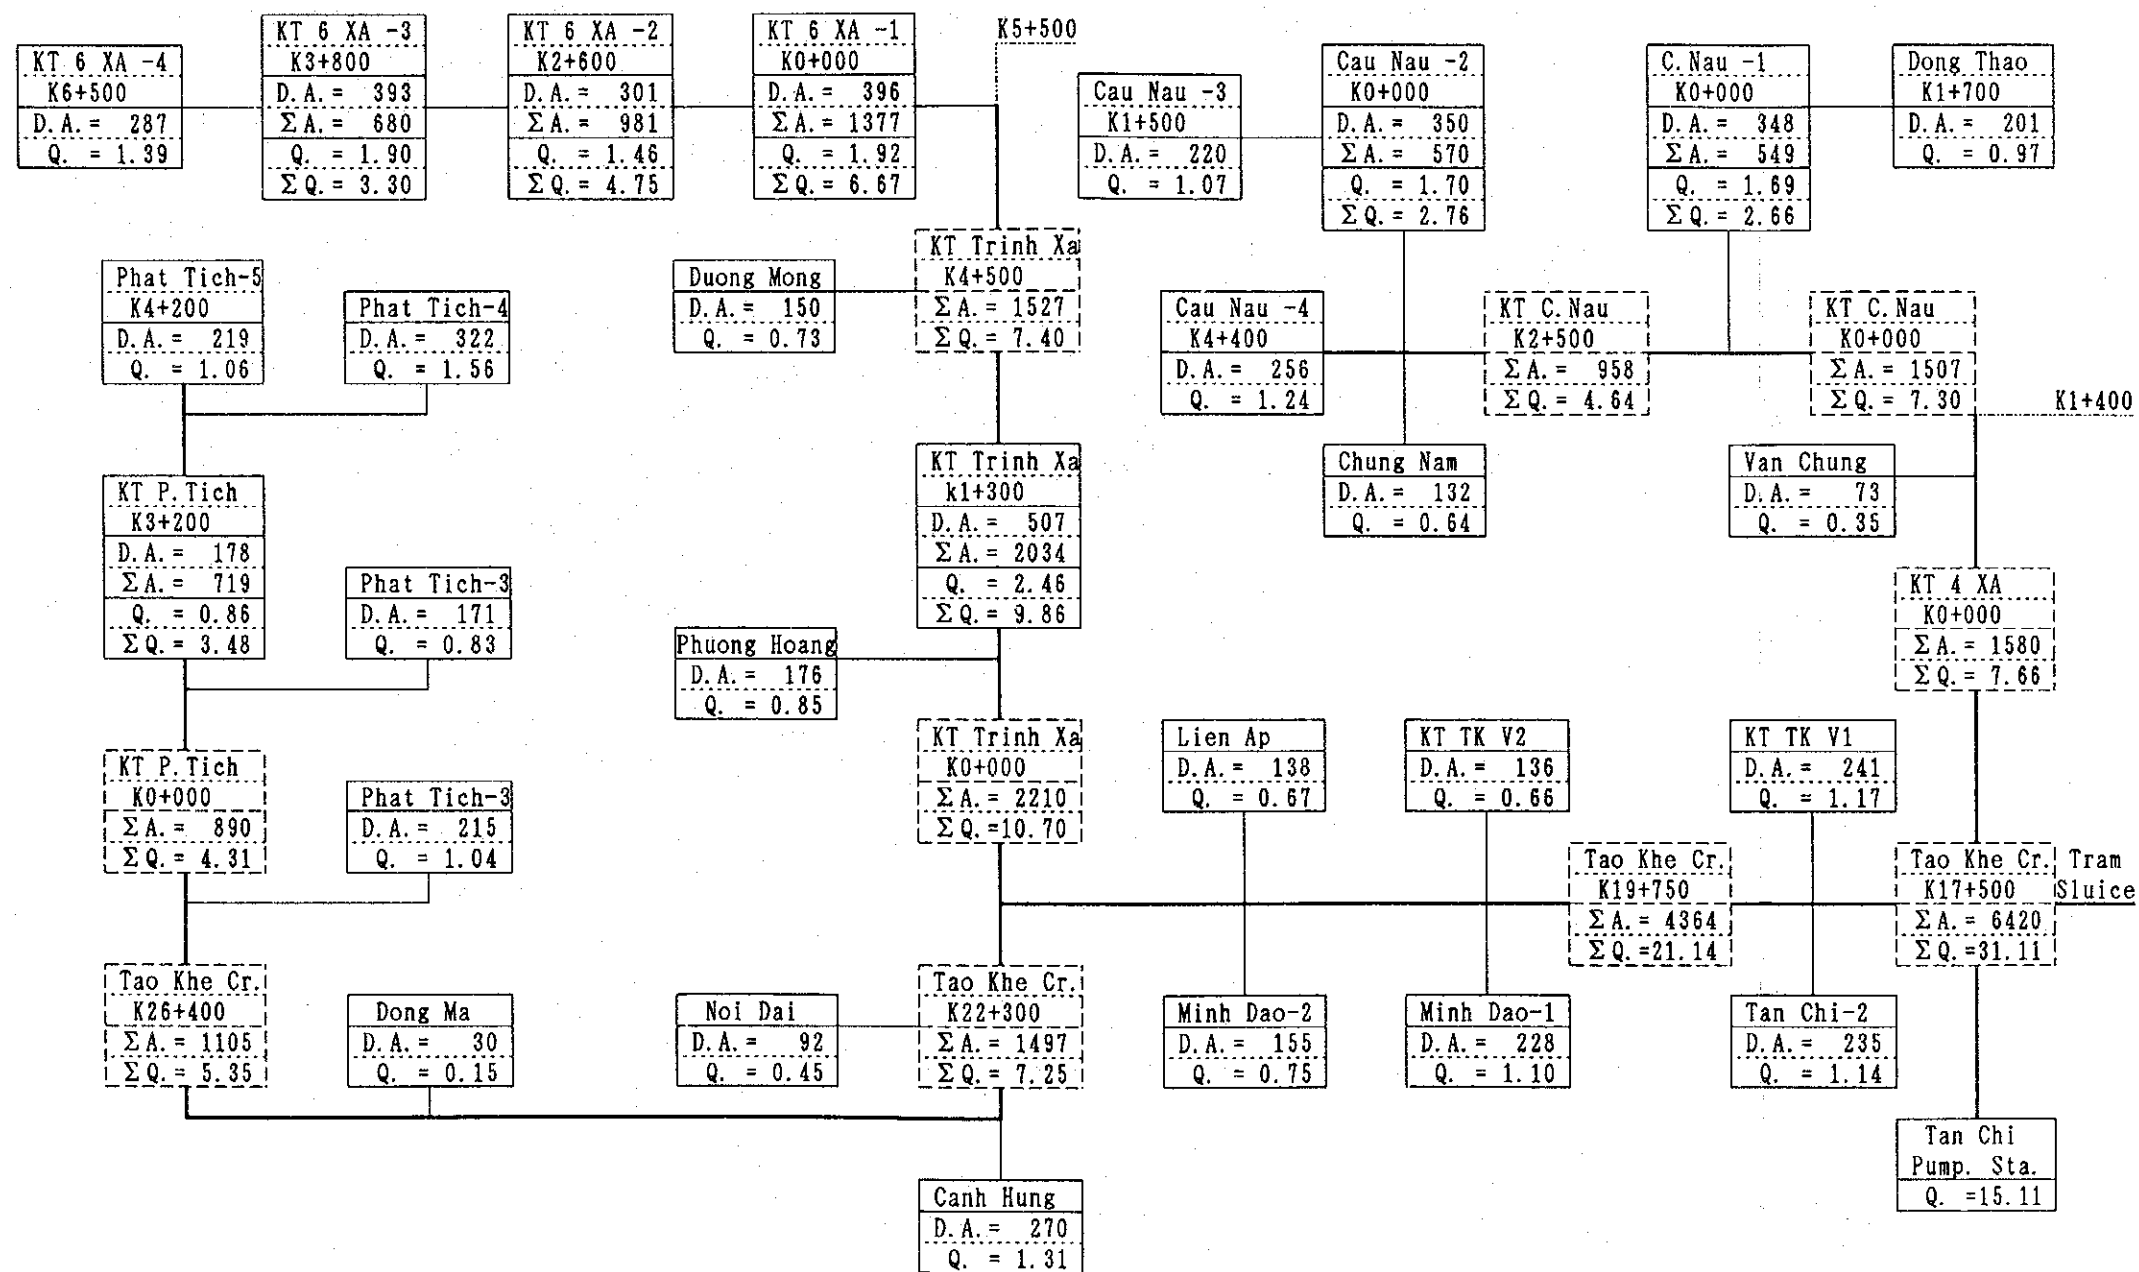 KT 6 XA -4
K6+500
D.A.= 287
Q. = 1.39
KT 6 XA -3
K3+800
D.A.= 393
ΣA.= 680
Q. = 1.90
ΣQ.= 3.30
KT 6 XA -2
K2+600
D.A.= 301
ΣA.= 981
Q. = 1.46
ΣQ.= 4.75
KT 6 XA -1
K0+000
D.A.= 396
ΣA.= 1377
Q. = 1.92
ΣQ.= 6.67
K5+500
Cau Nau -3
K1+500
D.A.= 220
Q. = 1.07
Cau Nau -2
K0+000
D.A.= 350
ΣA.= 570
Q. = 1.70
ΣQ.= 2.76
C.Nau -1
K0+000
D.A.= 348
ΣA.= 549
Q. = 1.69
ΣQ.= 2.66
Dong Thao
K1+700
D.A.= 201
Q. = 0.97
Phat Tich-5
K4+200
D.A.= 219
Q. = 1.06
Phat Tich-4
D.A.= 322
Q. = 1.56
Duong Mong
D.A.= 150
Q. = 0.73
KT Trinh Xa
K4+500
ΣA.= 1527
ΣQ.= 7.40
Cau Nau -4
K4+400
D.A.= 256
Q. = 1.24
KT C.Nau
K2+500
ΣA.= 958
ΣQ.= 4.64
KT C.Nau
K0+000
ΣA.= 1507
ΣQ.= 7.30
K1+400
KT P.Tich
K3+200
D.A.= 178
ΣA.= 719
Q. = 0.86
ΣQ.= 3.48
Phat Tich-3
D.A.= 171
Q. = 0.83
KT Trinh Xa
k1+300
D.A.= 507
ΣA.= 2034
Q. = 2.46
ΣQ.= 9.86
Chung Nam
D.A.= 132
Q. = 0.64
Van Chung
D.A.= 73
Q. = 0.35
KT 4 XA
K0+000
ΣA.= 1580
ΣQ.= 7.66
Phuong Hoang
D.A.= 176
Q. = 0.85
KT P.Tich
K0+000
ΣA.= 890
ΣQ.= 4.31
Phat Tich-3
D.A.= 215
Q. = 1.04
KT Trinh Xa
K0+000
ΣA.= 2210
ΣQ.=10.70
Lien Ap
D.A.= 138
Q. = 0.67
KT TK V2
D.A.= 136
Q. = 0.66
KT TK V1
D.A.= 241
Q. = 1.17
Tao Khe Cr.
K19+750
ΣA.= 4364
ΣQ.=21.14
Tao Khe Cr.
K17+500
ΣA.= 6420
ΣQ.=31.11
Tram
Sluice
Tao Khe Cr.
K26+400
ΣA.= 1105
ΣQ.= 5.35
Dong Ma
D.A.= 30
Q. = 0.15
Noi Dai
D.A.= 92
Q. = 0.45
Tao Khe Cr.
K22+300
ΣA.= 1497
ΣQ.= 7.25
Minh Dao-2
D.A.= 155
Q. = 0.75
Minh Dao-1
D.A.= 228
Q. = 1.10
Tan Chi-2
D.A.= 235
Q. = 1.14
Tan Chi
Pump. Sta.
Q. =15.11
Canh Hung
D.A.= 270
Q. = 1.31